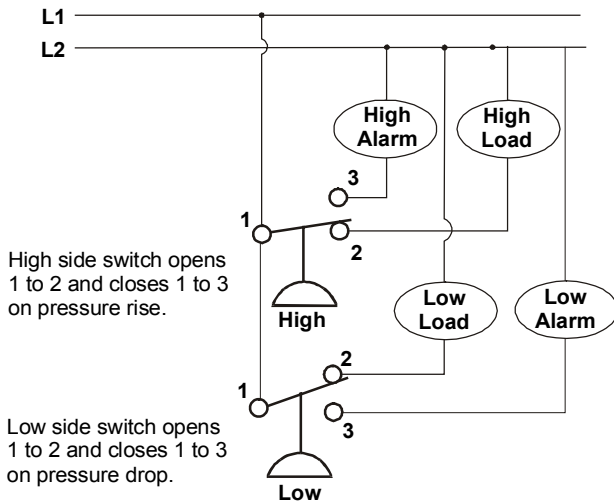 L1
L2
High
Alarm
High
Load
3
1
2
High side switch opens
1 to 2 and closes 1 to 3
on pressure rise.
High
Low
Load
Low
Alarm
2
1
3
Low side switch opens
1 to 2 and closes 1 to 3
on pressure drop.
Low